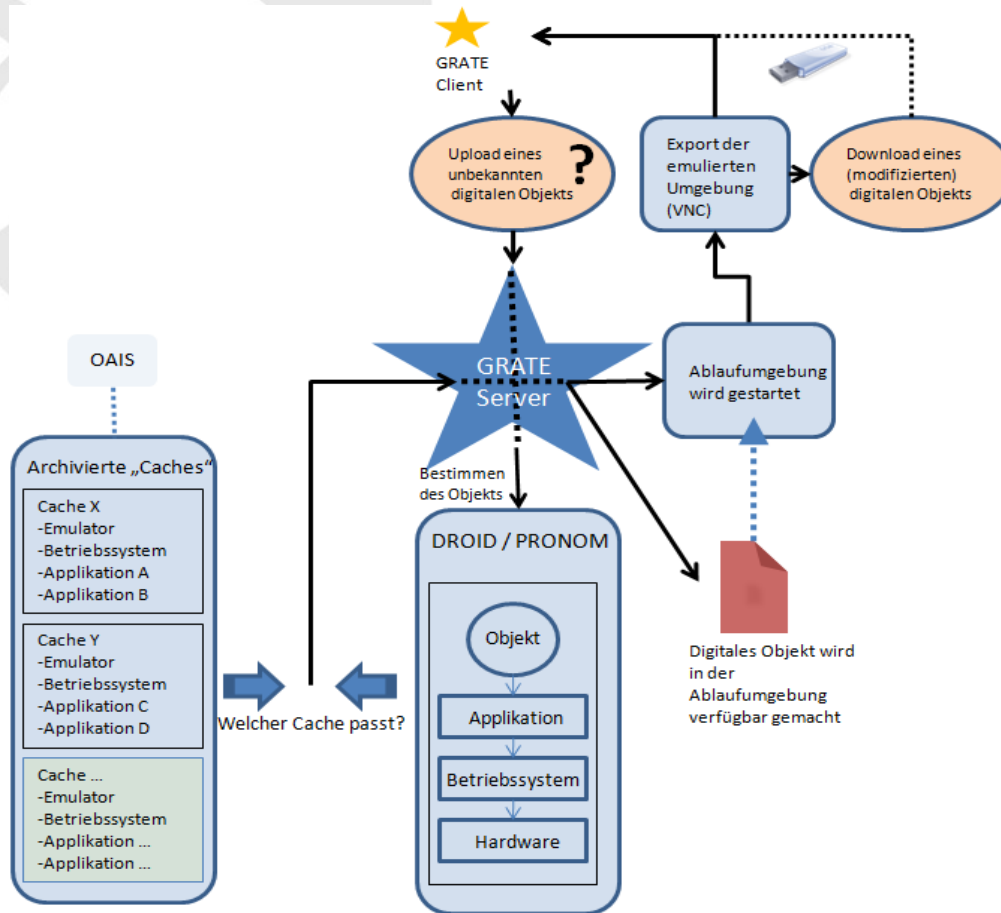 GRATE
Client
Upload eines
unbekannten
digitalen Objekts
?
Export der
emulierten
Umgebung
(VNC)
Download eines
(modifizierten)
digitalen Objekts
GRATE
Server
Ablaufumgebung
wird gestartet
OAIS
Archivierte „Caches“
Cache X
-Emulator
-Betriebssystem
-Applikation A
-Applikation B
Cache Y
-Emulator
-Betriebssystem
-Applikation C
-Applikation D
Cache ...
-Emulator
-Betriebssystem
-Applikation ...
-Applikation ...
Welcher Cache passt?
Bestimmen
des Objekts
DROID / PRONOM
Objekt
Applikation
Betriebssystem
Hardware
Digitales Objekt wird
in der
Ablaufumgebung
verfügbar gemacht